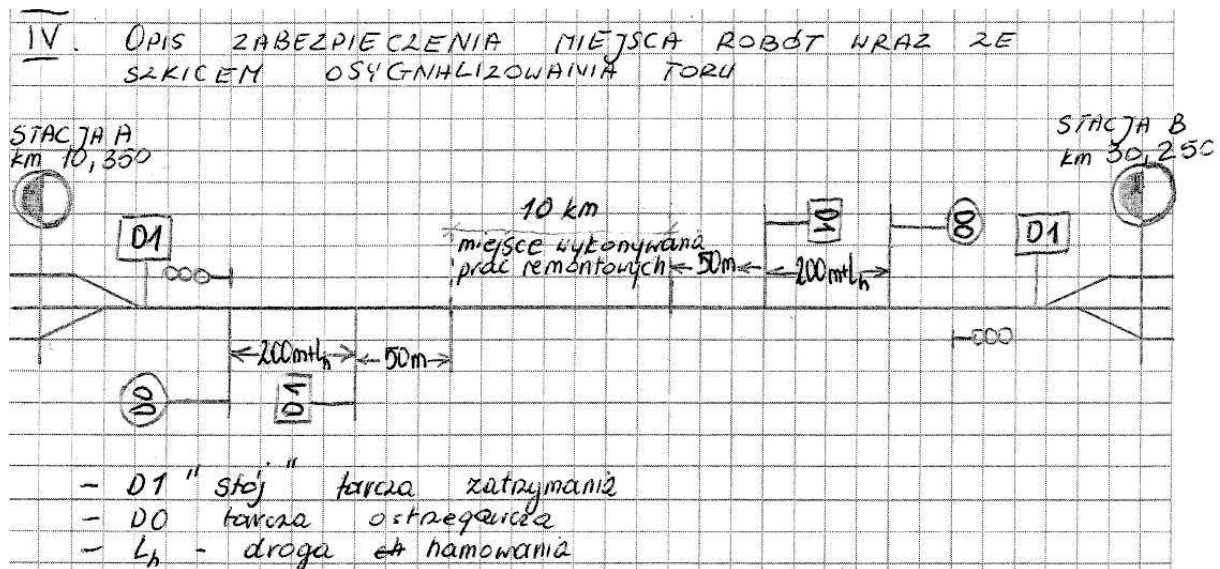 IV. OPIS ZABEZPIECZENIA MIEJSCA ROBÓT WRAZ ZE
SZKICEM OSYGNALIZOWANIA TORU
STACJA A
km 10,350
STACJA B
km 30,250
D1
10 km
miejsce wykonywana
prac remontowych
50m
D1
200m+Lh
D0
D1
200m+Lh
50m
D0
D1
- D1 "stój" tarcza zatrzymania
- D0 tarcza ostrzegawcza
- Lh - droga hamowania